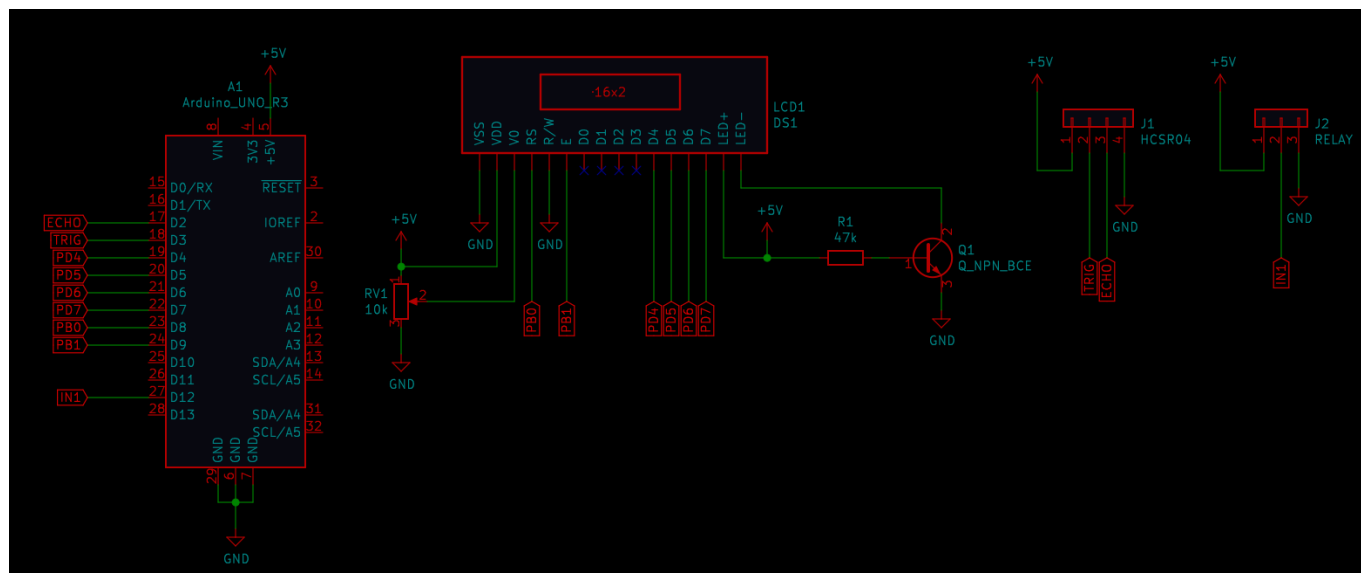 +5V
A1
Arduino_UNO_R3
8
4
5
VIN
3V3
+5V
15
D0/RX
RESET
3
16
D1/TX
ECHO
17
D2
IOREF
2
TRIG
18
D3
PD4
19
D4
AREF
30
PD5
20
D5
PD6
21
D6
A0
9
PD7
22
D7
A1
10
PB0
23
D8
A2
11
PB1
24
D9
A3
12
25
D10
SDA/A4
13
26
D11
SCL/A5
14
IN1
27
D12
28
D13
SDA/A4
31
SCL/A5
32
GND
GND
GND
29
6
7
GND
16x2
LCD1
DS1
VSS
VDD
V0
RS
R/W
E
D0
D1
D2
D3
D4
D5
D6
D7
LED+
LED-
GND
GND
+5V
1
RV1
10k
2
3
GND
PB0
PB1
PD4
PD5
PD6
PD7
+5V
R1
47k
2
Q1
Q_NPN_BCE
1
3
GND
+5V
J1
HCSR04
1
2
3
4
GND
TRIG
ECHO
+5V
J2
RELAY
1
2
3
GND
IN1